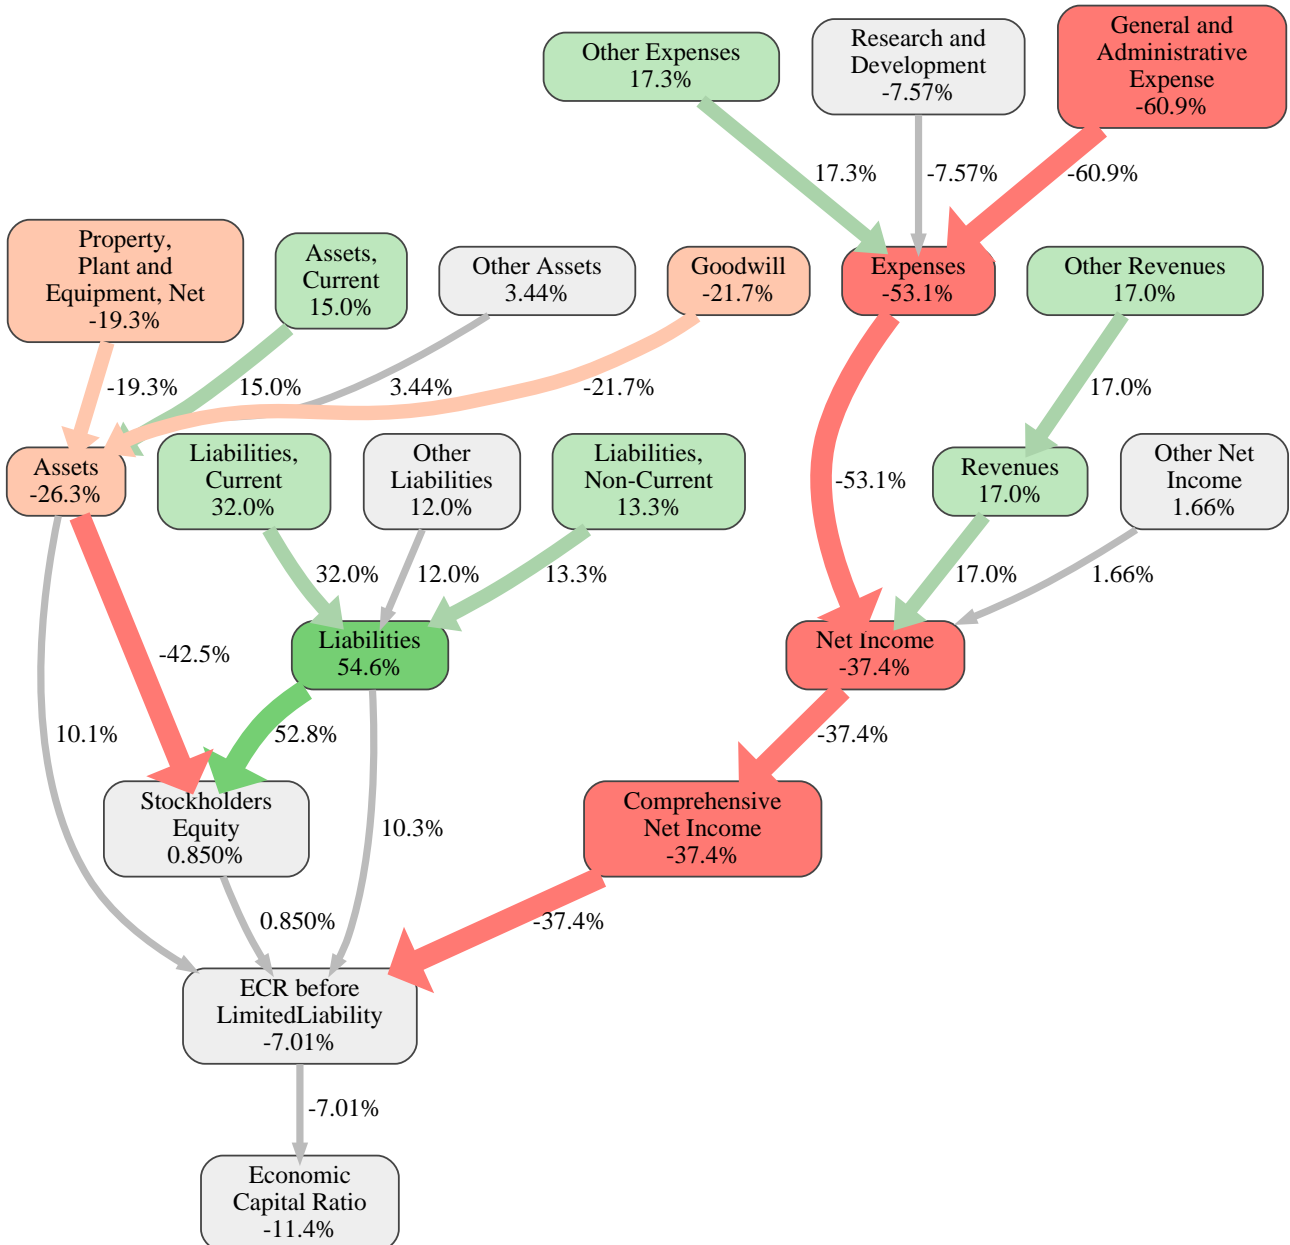 Other Expenses
17.3%
Research and
Development
-7.57%
General and
Administrative
Expense
-60.9%
17.3%
-7.57%
-60.9%
Property,
Plant and
Equipment, Net
-19.3%
Assets,
Current
15.0%
Other Assets
3.44%
Goodwill
-21.7%
Expenses
-53.1%
Other Revenues
17.0%
-19.3%
15.0%
3.44%
-21.7%
17.0%
Assets
-26.3%
Liabilities,
Current
32.0%
Other
Liabilities
12.0%
Liabilities,
Non-Current
13.3%
-53.1%
Revenues
17.0%
Other Net
Income
1.66%
32.0%
12.0%
13.3%
17.0%
1.66%
-42.5%
Liabilities
54.6%
Net Income
-37.4%
10.1%
52.8%
-37.4%
Stockholders
Equity
0.850%
10.3%
Comprehensive
Net Income
-37.4%
0.850%
-37.4%
ECR before
LimitedLiability
-7.01%
-7.01%
Economic
Capital Ratio
-11.4%